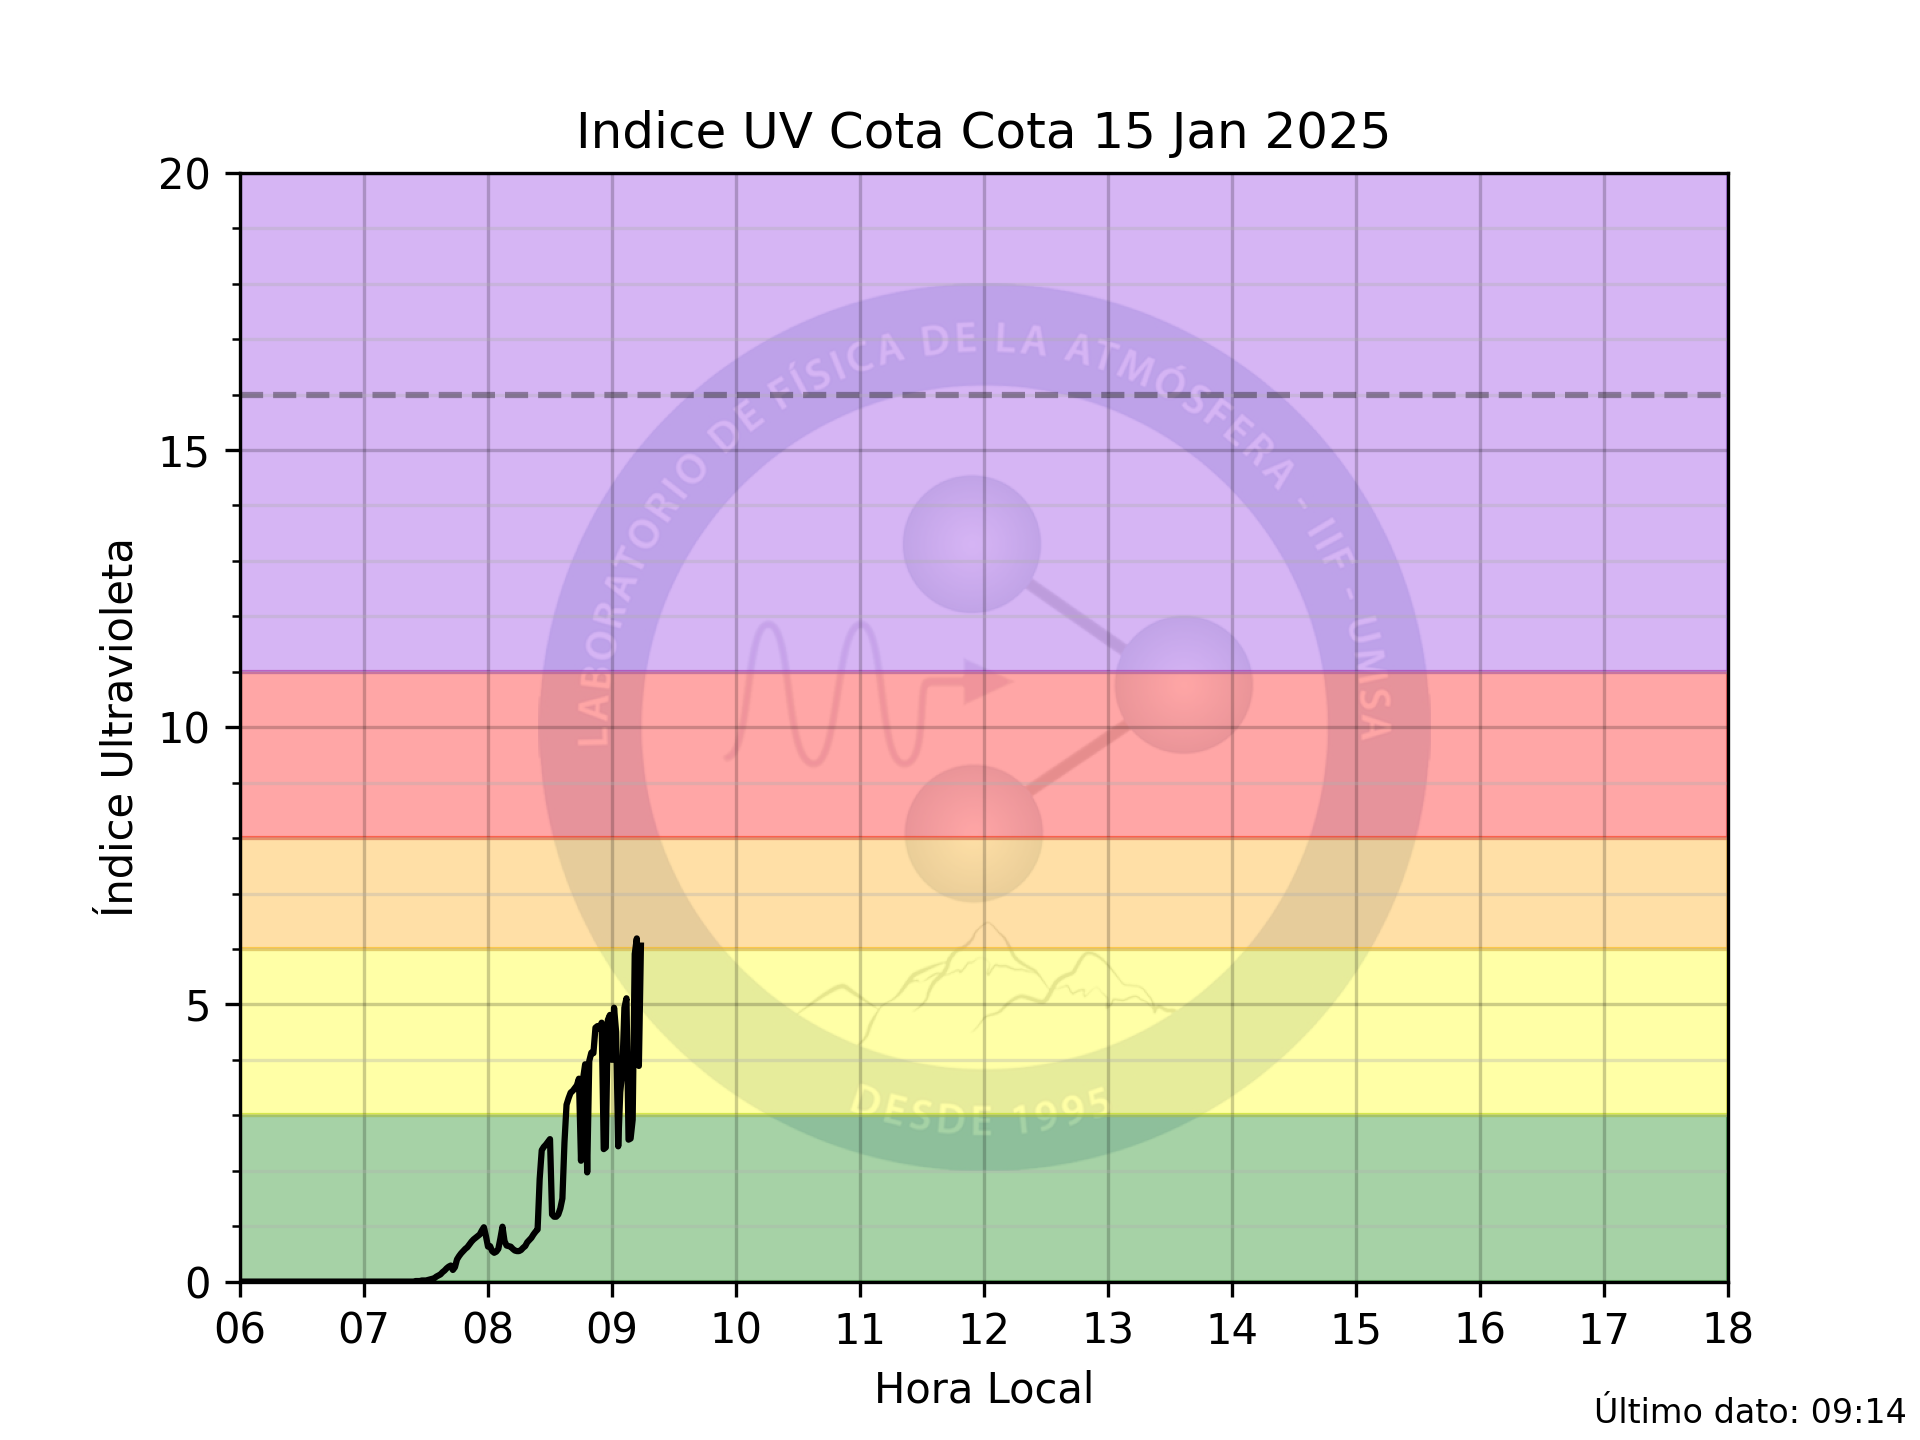 Indice UV Cota Cota 15 Jan 2025
20
15
10
5
0
Índice Ultravioleta
LABORATORIO DE FÍSICA DE LA ATMÓSFERA - IIF - UMSA
DESDE 1995
06 07 08 09 10 11 12 13 14 15 16 17 18
Hora Local
Último dato: 09:14